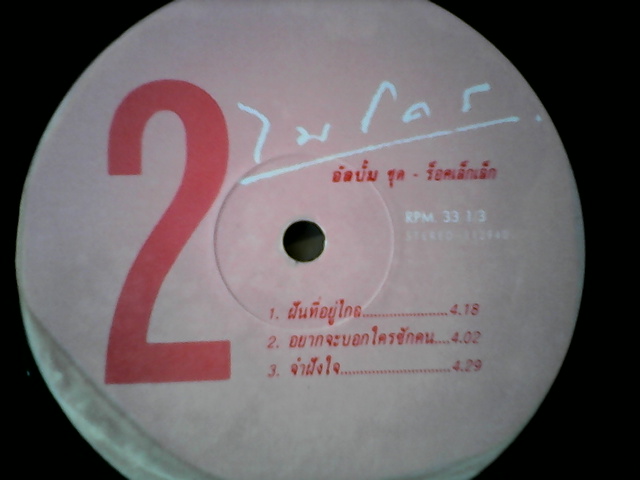 2
ไมโคร
อัลบั้ม ชุด - ร็อคเล็กเล็ก
RPM. 33 1/3
STEREO
1. ฝันที่อยู่ไกล......................4.18
2. อยากจะบอกใครซักคน....4.02
3. จำฝังใจ............................4.29